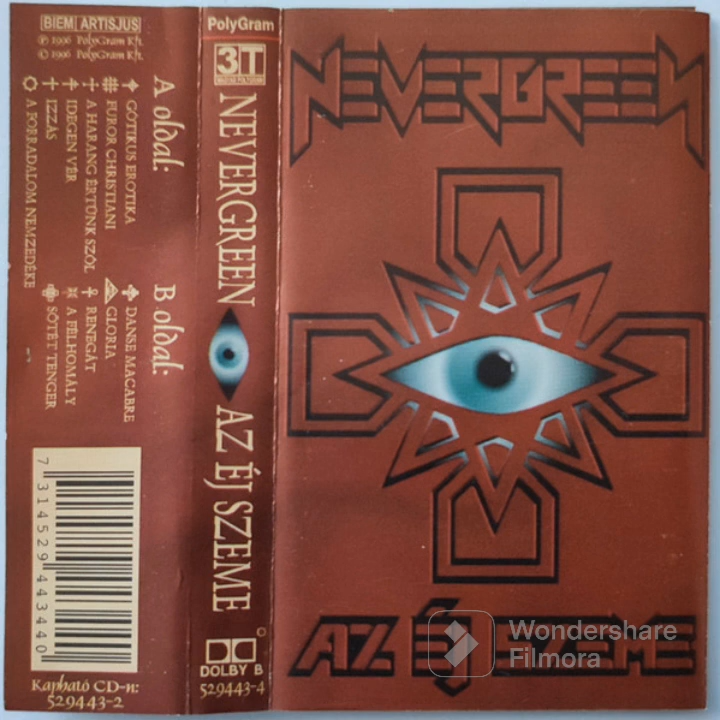 BIEM ARTISJUS
℗ 1996 PolyGram Kft.
© 1996 PolyGram Kft.
A oldal:
GÓTIKUS EROTIKA
FUROR CHRISTIANI
A HARANG ÉRTÜNK SZÓL
IDEGEN VÉR
IZZÁS
A FORRADALOM NEMZEDÉKE
B oldal:
DANSE MACABRE
GLORIA
RENEGÁT
A FÉLHOMÁLY
SÖTÉT TENGER
7 314529 443440
Kapható CD-n:
529443-2
PolyGram
3T
NEVERGREEN AZ ÉJ SZEME
DOLBY B
529443-4
NEVERGREEN
AZ ÉJ SZEME
Wondershare
Filmora